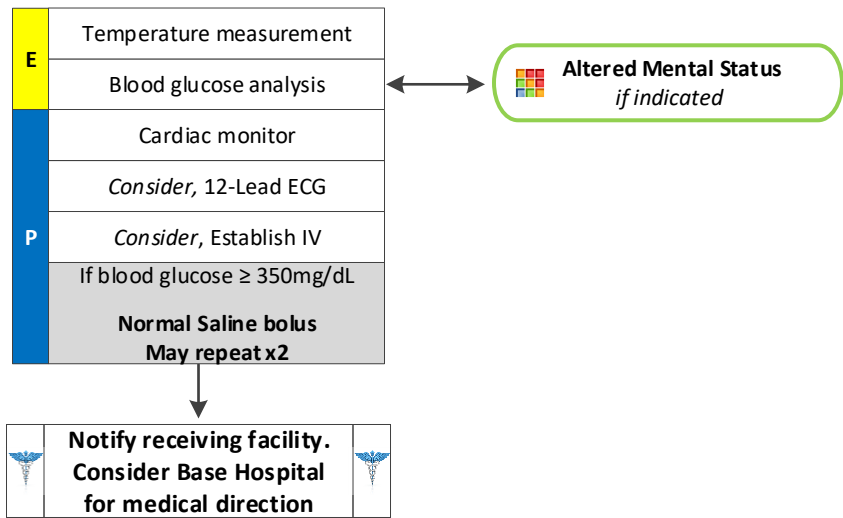 E
Temperature measurement
Blood glucose analysis
Altered Mental Status
if indicated
P
Cardiac monitor
Consider, 12-Lead ECG
Consider, Establish IV
If blood glucose ≥ 350mg/dL
Normal Saline bolus
May repeat x2
Notify receiving facility.
Consider Base Hospital
for medical direction